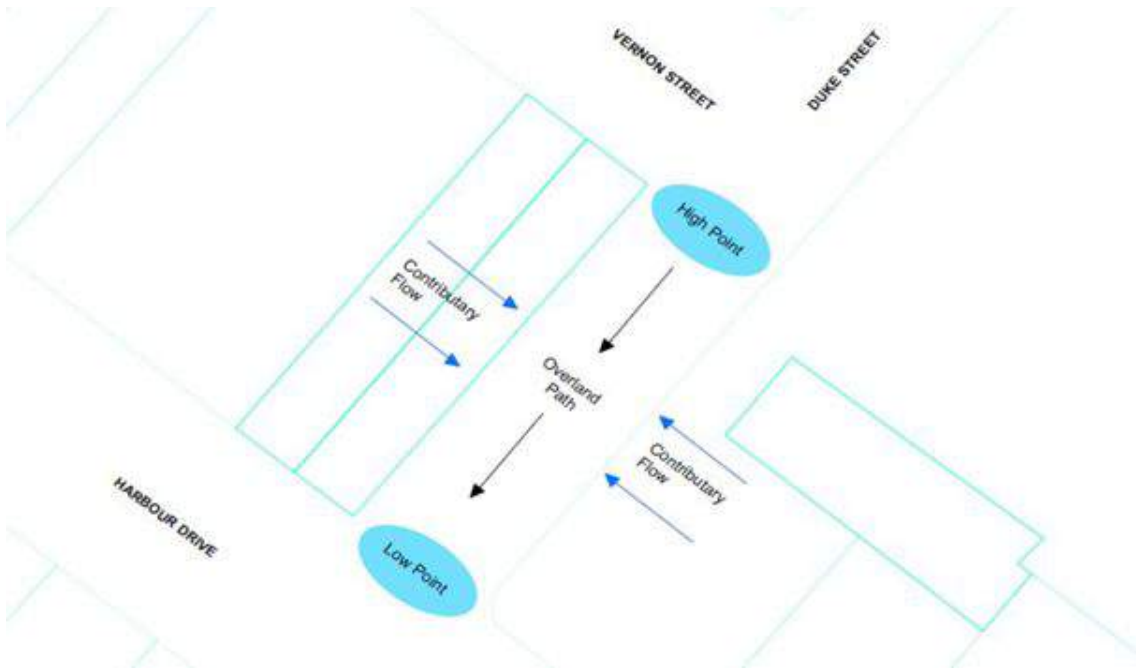 VERNON STREET
DUKE STREET
High Point
Contributary
Flow
Overland
Path
Contributary
Flow
HARBOUR DRIVE
Low Point